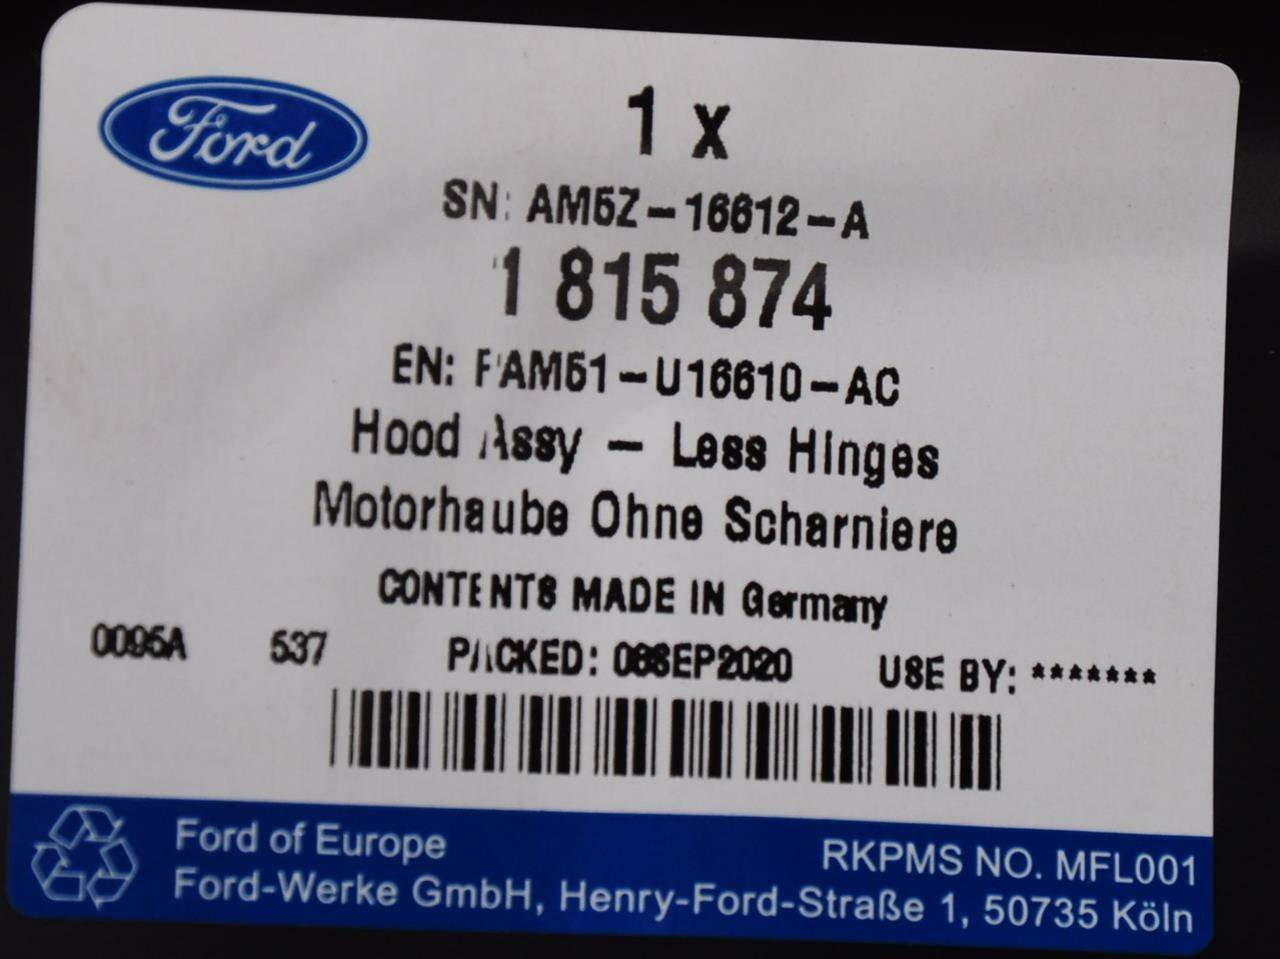 Ford
1 x
SN: AM5Z-16612-A
1 815 874
EN: PAM51-U16610-AC
Hood Assy - Less Hinges
Motorhaube Ohne Scharniere
CONTENTS MADE IN Germany
0095A 537 PACKED: 08SEP2020 USE BY: *******
Ford of Europe RKPMS NO. MFL001
Ford-Werke GmbH, Henry-Ford-Straße 1, 50735 Köln